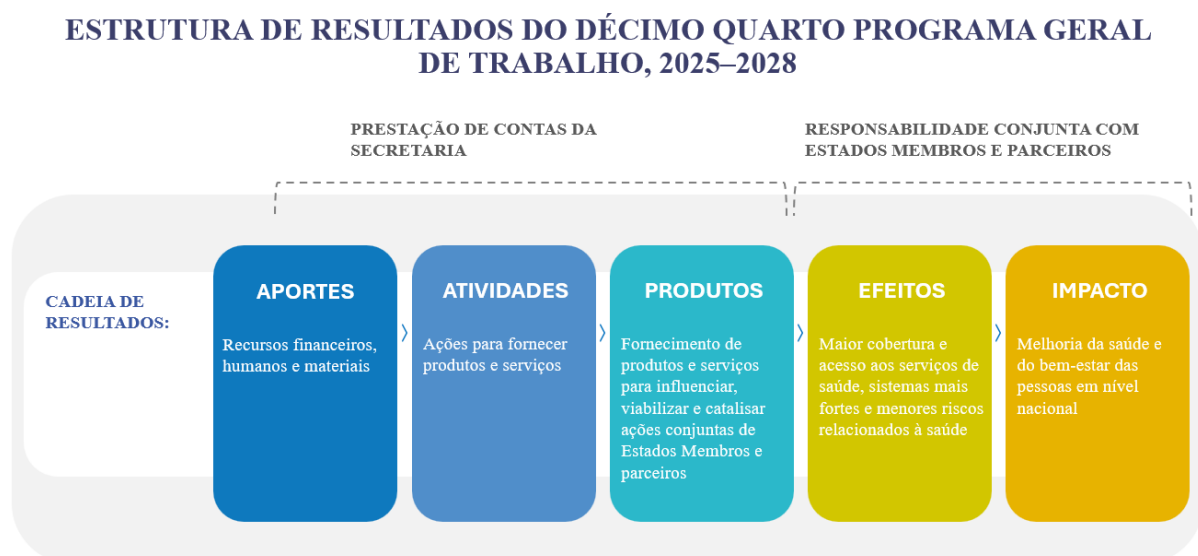 ESTRUTURA DE RESULTADOS DO DÉCIMO QUARTO PROGRAMA GERAL
DE TRABALHO, 2025–2028
PRESTAÇÃO DE CONTAS DA
SECRETARIA
RESPONSABILIDADE CONJUNTA COM
ESTADOS MEMBROS E PARCEIROS
CADEIA DE
RESULTADOS:
APORTES
Recursos financeiros,
humanos e materiais
ATIVIDADES
Ações para fornecer
produtos e serviços
PRODUTOS
Fornecimento de
produtos e serviços
para influenciar,
viabilizar e catalisar
ações conjuntas de
Estados Membros e
parceiros
EFEITOS
Maior cobertura e
acesso aos serviços de
saúde, sistemas mais
fortes e menores riscos
relacionados à saúde
IMPACTO
Melhoria da saúde e
do bem-estar das
pessoas em nível
nacional